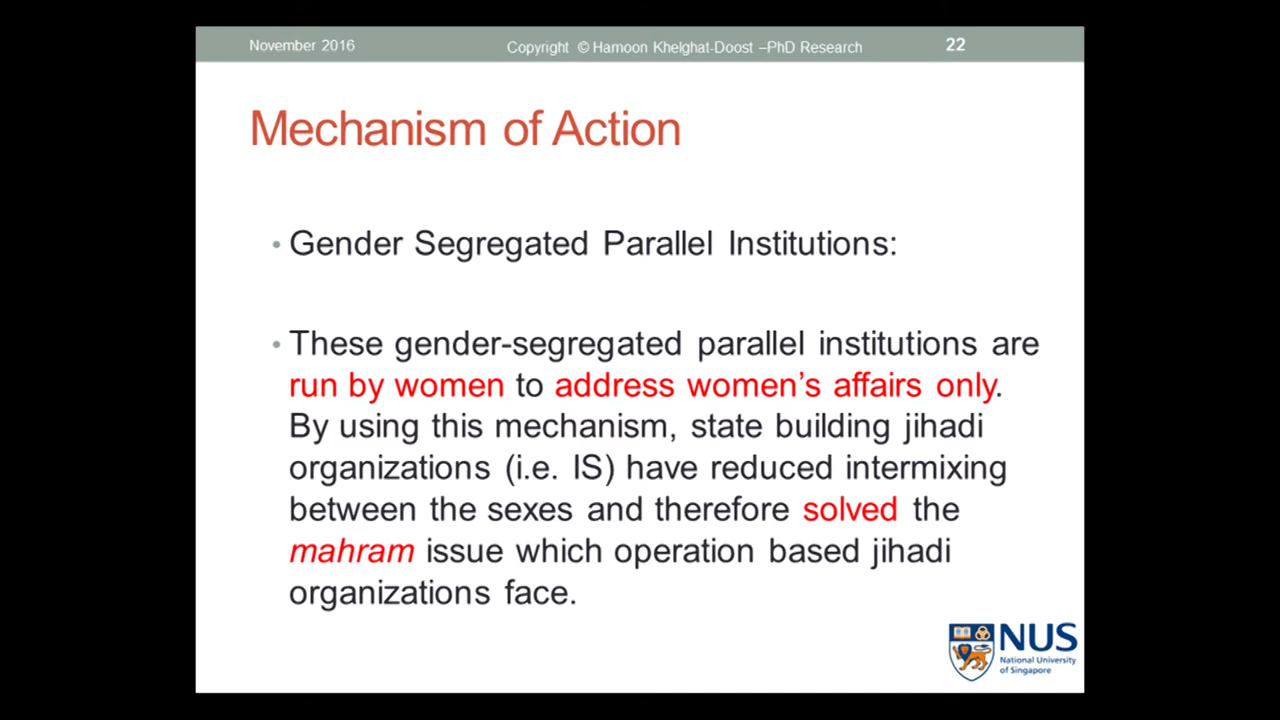 November 2016
Copyright © Hamoon Khelghat-Doost –PhD Research
22
Mechanism of Action
• Gender Segregated Parallel Institutions:
• These gender-segregated parallel institutions are
run by women to address women's affairs only.
By using this mechanism, state building jihadi
organizations (i.e. IS) have reduced intermixing
between the sexes and therefore solved the
mahram issue which operation based jihadi
organizations face.
NUS
National University
of Singapore